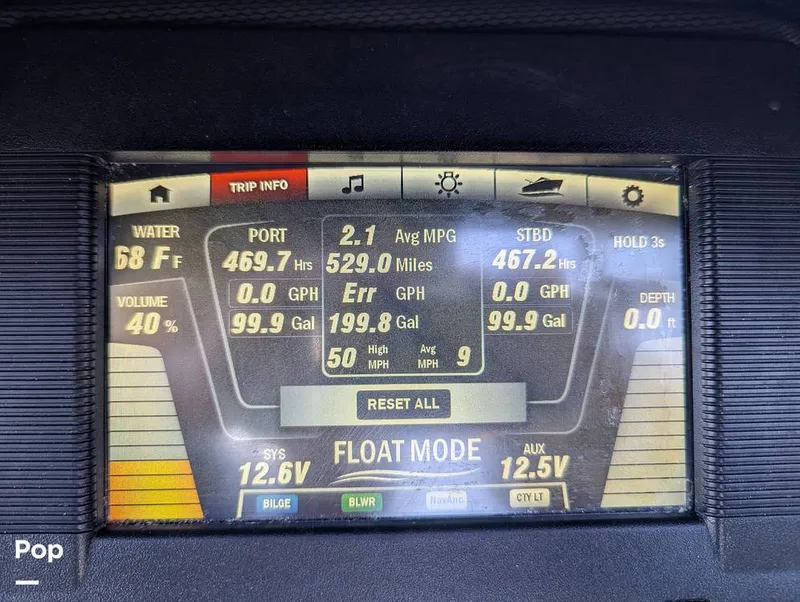 TRIP INFO
WATER
68 F F
VOLUME
40 %
PORT
469.7 Hrs
0.0 GPH
99.9 Gal
2.1 Avg MPG
529.0 Miles
Err GPH
199.8 Gal
50 High MPH Avg MPH 9
STBD
467.2 Hrs
0.0 GPH
99.9 Gal
HOLD 3s
DEPTH
0.0 ft
RESET ALL
SYS
12.6V
FLOAT MODE
AUX
12.5V
BILGE
BLWR
NavAnc
CTY LT
Pop